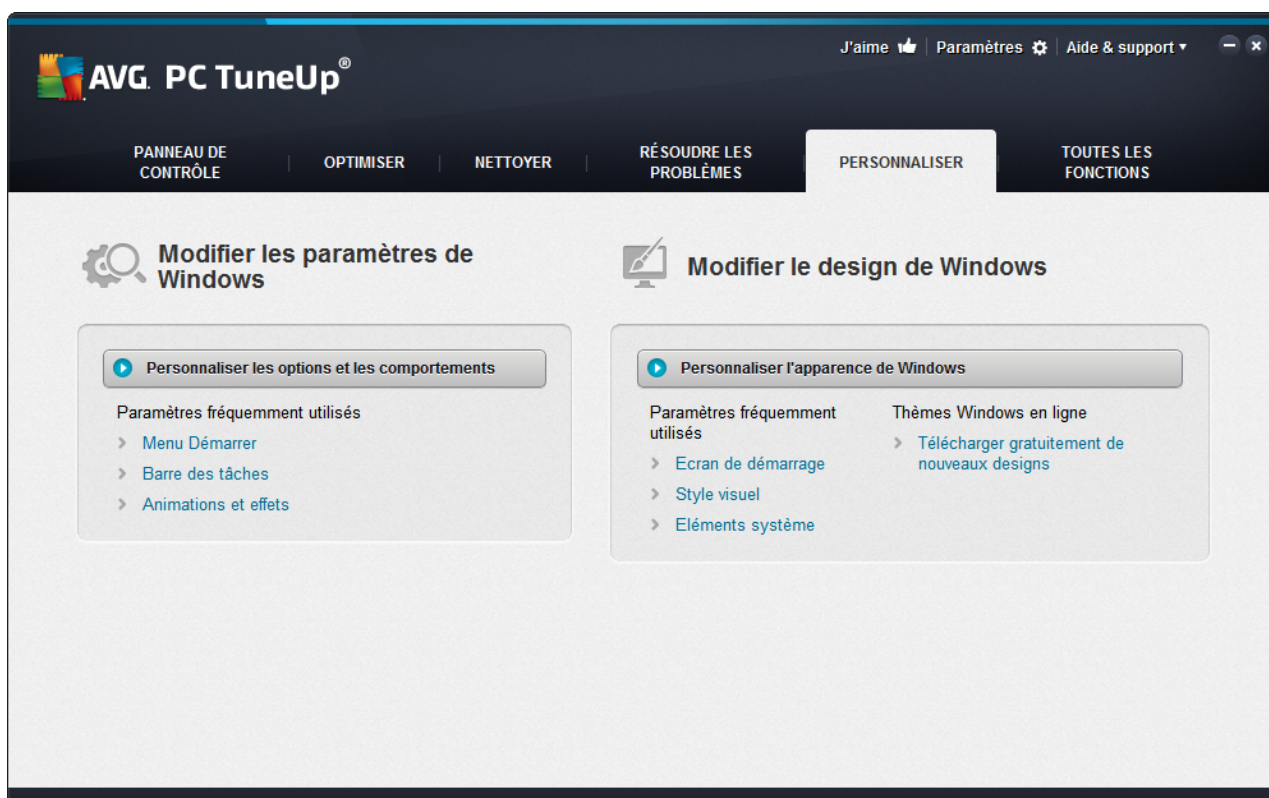 J'aime | Paramètres | Aide & support
AVG. PC TuneUp®
PANNEAU DE
CONTRÔLE
OPTIMISER
NETTOYER
RÉSOUDRE LES
PROBLÈMES
PERSONNALISER
TOUTES LES
FONCTIONS
Modifier les paramètres de
Windows
Personnaliser les options et les comportements
Paramètres fréquemment utilisés
Menu Démarrer
Barre des tâches
Animations et effets
Modifier le design de Windows
Personnaliser l'apparence de Windows
Paramètres fréquemment
utilisés
Ecran de démarrage
Style visuel
Eléments système
Thèmes Windows en ligne
Télécharger gratuitement de
nouveaux designs